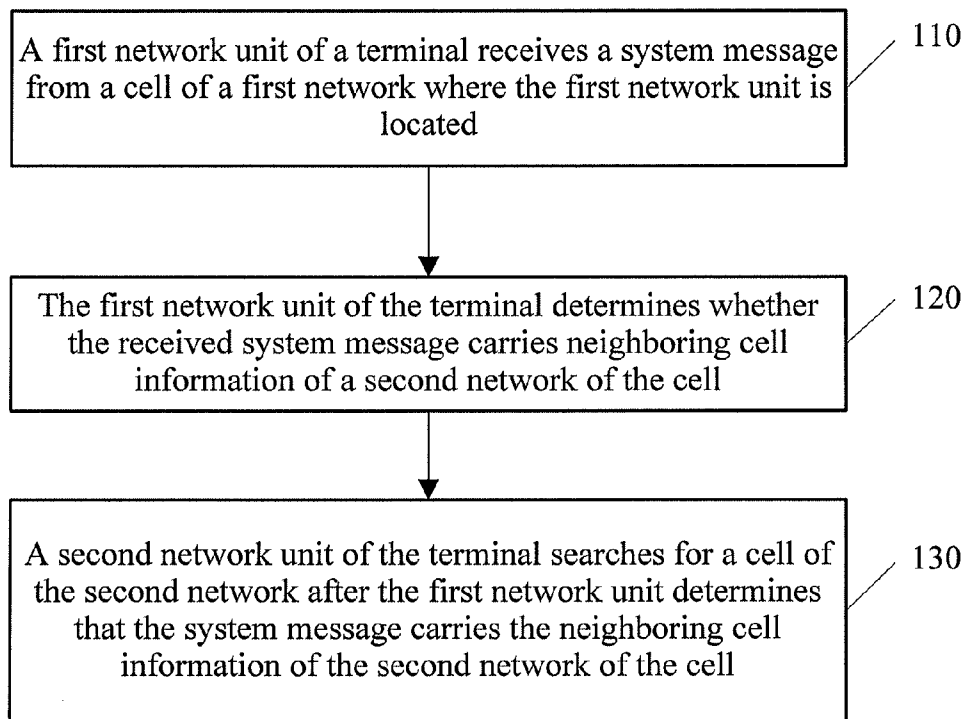 A first network unit of a terminal receives a system message
from a cell of a first network where the first network unit is
located
110
The first network unit of the terminal determines whether
the received system message carries neighboring cell
information of a second network of the cell
120
A second network unit of the terminal searches for a cell of
the second network after the first network unit determines
that the system message carries the neighboring cell
information of the second network of the cell
130